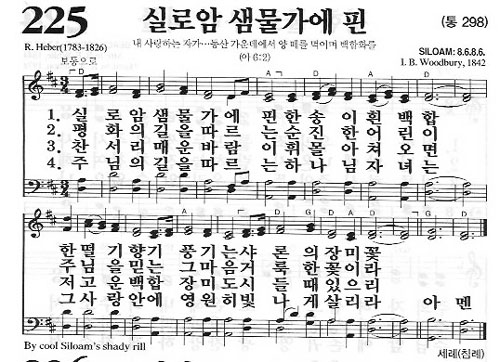 225 실로암 샘물가에 핀 (통 298)
R. Heber(1783-1826) 내 사랑하는 자가…동산 가운데에서 양 떼를 먹이며 백합화를 SILOAM: 8.6.8.6.
보통으로 (아 6:2) I. B. Woodbury, 1842
1. 실로암샘물가에핀한송이흰백합
2. 평화의길을따르는순진한어린이
3. 찬서리매운바람이휘몰아쳐오면
4. 주님의길을따르는하나님자녀는
한떨기향기풍기는샤론의장미꽃
주님을믿는그마음거룩한꽃이라
저고운백합그장미도시들때있으리
그사랑안에영원히빛나게살리라 아멘
By cool Siloam's shady rill
세례(침례)